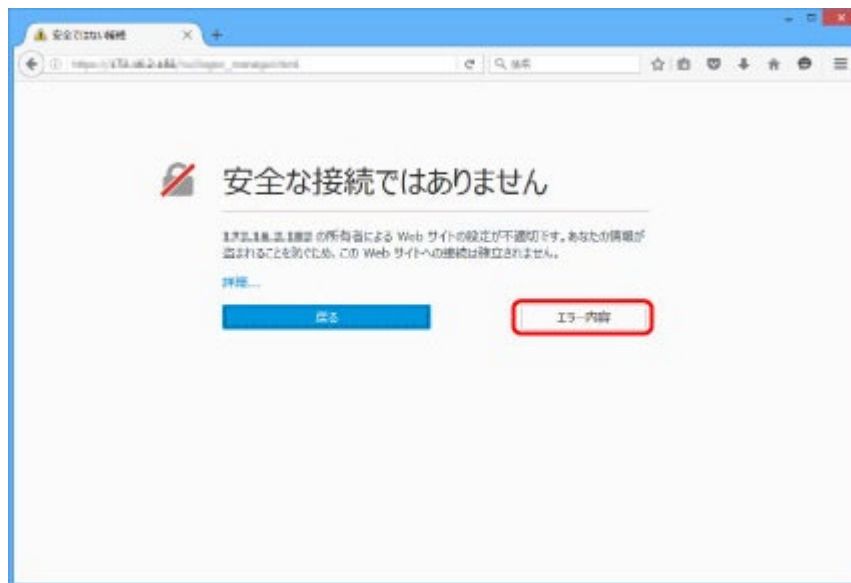 安全ではない接続
検索
安全な接続ではありません
の所有者による Web サイトの設定が不適切です。あなたの情報が
盗まれることを防ぐため、この Web サイトへの接続は確立されません。
詳細...
戻る
エラー内容